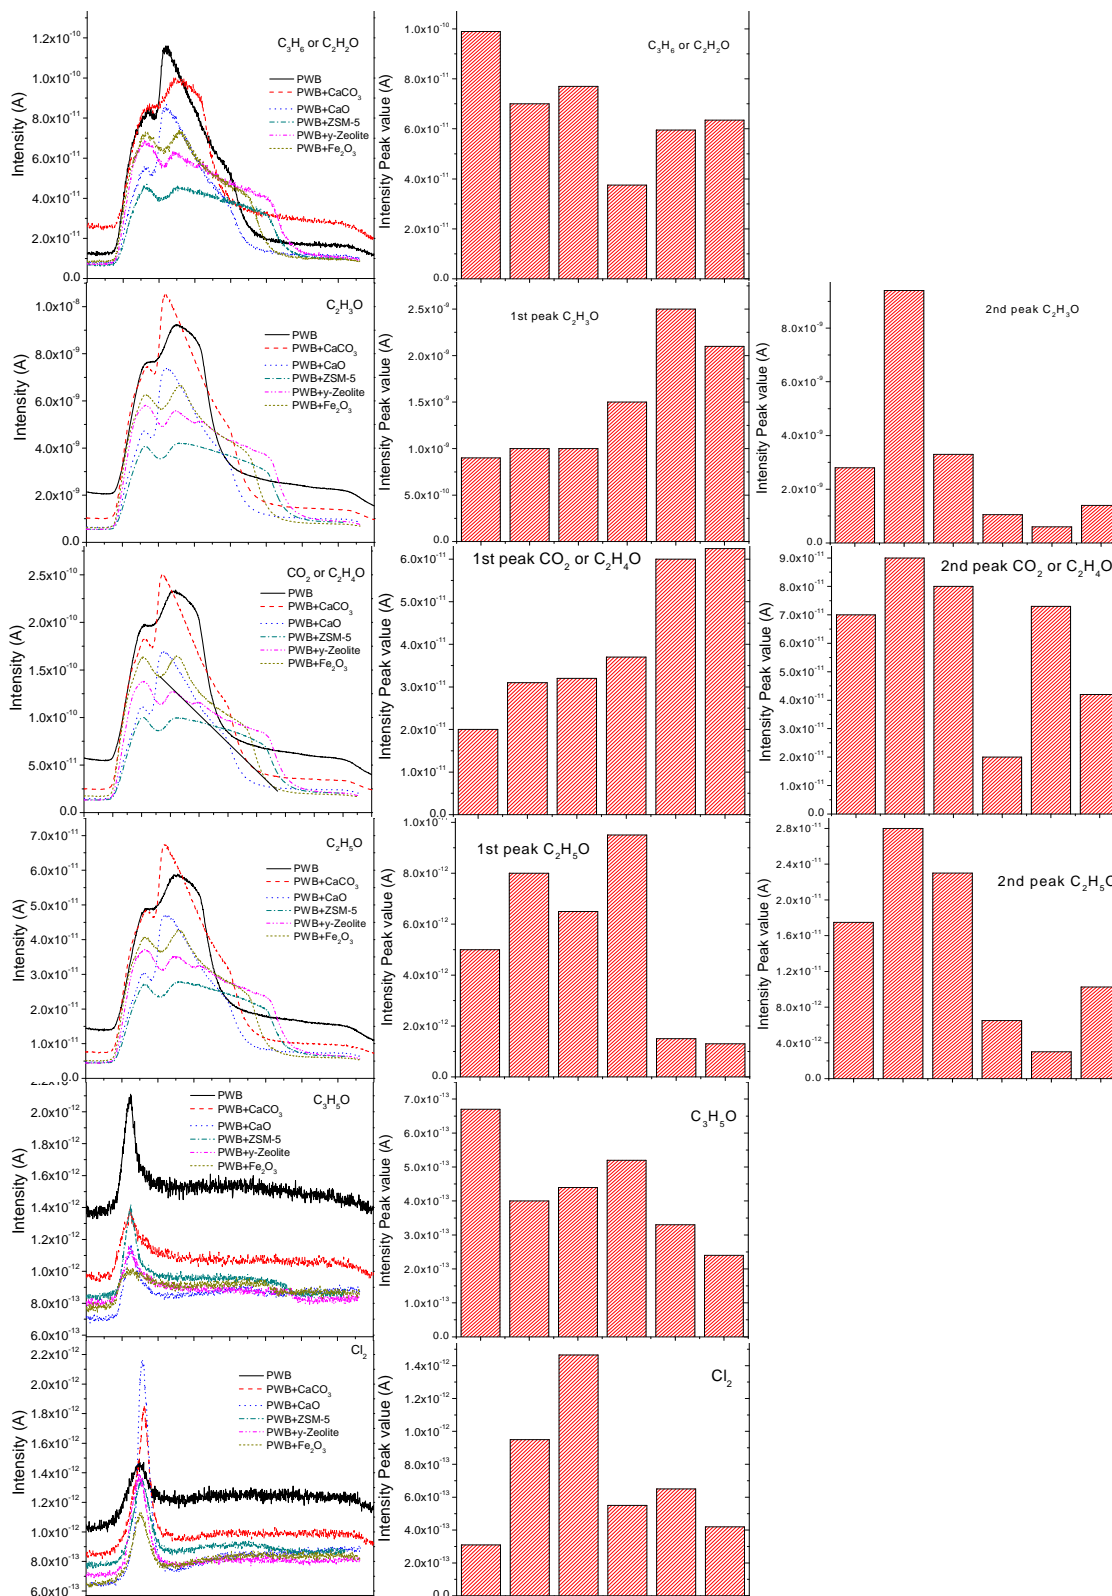 C₃H₆ or C₂H₂O
PWB
PWB+CaCO₃
PWB+CaO
PWB+ZSM-5
PWB+y-Zeolite
PWB+Fe₂O₃
Intensity (A)
1.2x10⁻¹⁰
1.0x10⁻¹⁰
8.0x10⁻¹¹
6.0x10⁻¹¹
4.0x10⁻¹¹
2.0x10⁻¹¹
0.0
C₃H₆ or C₂H₂O
Intensity Peak value (A)
1.0x10⁻¹⁰
8.0x10⁻¹¹
6.0x10⁻¹¹
4.0x10⁻¹¹
2.0x10⁻¹¹
0.0
C₂H₃O
PWB
PWB+CaCO₃
PWB+CaO
PWB+ZSM-5
PWB+y-Zeolite
PWB+Fe₂O₃
Intensity (A)
1.0x10⁻⁸
8.0x10⁻⁹
6.0x10⁻⁹
4.0x10⁻⁹
2.0x10⁻⁹
0.0
1st peak C₂H₃O
Intensity Peak value (A)
2.5x10⁻⁹
2.0x10⁻⁹
1.5x10⁻⁹
1.0x10⁻⁹
5.0x10⁻¹⁰
0.0
2nd peak C₂H₃O
Intensity Peak value (A)
8.0x10⁻⁹
6.0x10⁻⁹
4.0x10⁻⁹
2.0x10⁻⁹
0.0
CO₂ or C₂H₄O
PWB
PWB+CaCO₃
PWB+CaO
PWB+ZSM-5
PWB+y-Zeolite
PWB+Fe₂O₃
Intensity (A)
2.5x10⁻¹⁰
2.0x10⁻¹⁰
1.5x10⁻¹⁰
1.0x10⁻¹⁰
5.0x10⁻¹¹
0.0
1st peak CO₂ or C₂H₄O
Intensity Peak value (A)
6.0x10⁻¹¹
5.0x10⁻¹¹
4.0x10⁻¹¹
3.0x10⁻¹¹
2.0x10⁻¹¹
1.0x10⁻¹¹
0.0
2nd peak CO₂ or C₂H₄O
Intensity Peak value (A)
9.0x10⁻¹¹
8.0x10⁻¹¹
7.0x10⁻¹¹
6.0x10⁻¹¹
5.0x10⁻¹¹
4.0x10⁻¹¹
3.0x10⁻¹¹
2.0x10⁻¹¹
1.0x10⁻¹¹
0.0
C₂H₅O
PWB
PWB+CaCO₃
PWB+CaO
PWB+ZSM-5
PWB+y-Zeolite
PWB+Fe₂O₃
Intensity (A)
7.0x10⁻¹¹
6.0x10⁻¹¹
5.0x10⁻¹¹
4.0x10⁻¹¹
3.0x10⁻¹¹
2.0x10⁻¹¹
1.0x10⁻¹¹
0.0
1st peak C₂H₅O
Intensity Peak value (A)
1.0x10⁻¹²
8.0x10⁻¹²
6.0x10⁻¹²
4.0x10⁻¹²
2.0x10⁻¹²
0.0
2nd peak C₂H₅O
Intensity Peak value (A)
2.8x10⁻¹¹
2.4x10⁻¹¹
2.0x10⁻¹¹
1.6x10⁻¹¹
1.2x10⁻¹¹
8.0x10⁻¹²
4.0x10⁻¹²
0.0
C₃H₅O
PWB
PWB+CaCO₃
PWB+CaO
PWB+ZSM-5
PWB+y-Zeolite
PWB+Fe₂O₃
Intensity (A)
2.0x10⁻¹²
1.8x10⁻¹²
1.6x10⁻¹²
1.4x10⁻¹²
1.2x10⁻¹²
1.0x10⁻¹²
8.0x10⁻¹³
6.0x10⁻¹³
C₃H₅O
Intensity Peak value (A)
7.0x10⁻¹³
6.0x10⁻¹³
5.0x10⁻¹³
4.0x10⁻¹³
3.0x10⁻¹³
2.0x10⁻¹³
1.0x10⁻¹³
0.0
Cl₂
PWB
PWB+CaCO₃
PWB+CaO
PWB+ZSM-5
PWB+y-Zeolite
PWB+Fe₂O₃
Intensity (A)
2.2x10⁻¹²
2.0x10⁻¹²
1.8x10⁻¹²
1.6x10⁻¹²
1.4x10⁻¹²
1.2x10⁻¹²
1.0x10⁻¹²
8.0x10⁻¹³
6.0x10⁻¹³
Cl₂
Intensity Peak value (A)
1.4x10⁻¹²
1.2x10⁻¹²
1.0x10⁻¹²
8.0x10⁻¹³
6.0x10⁻¹³
4.0x10⁻¹³
2.0x10⁻¹³
0.0